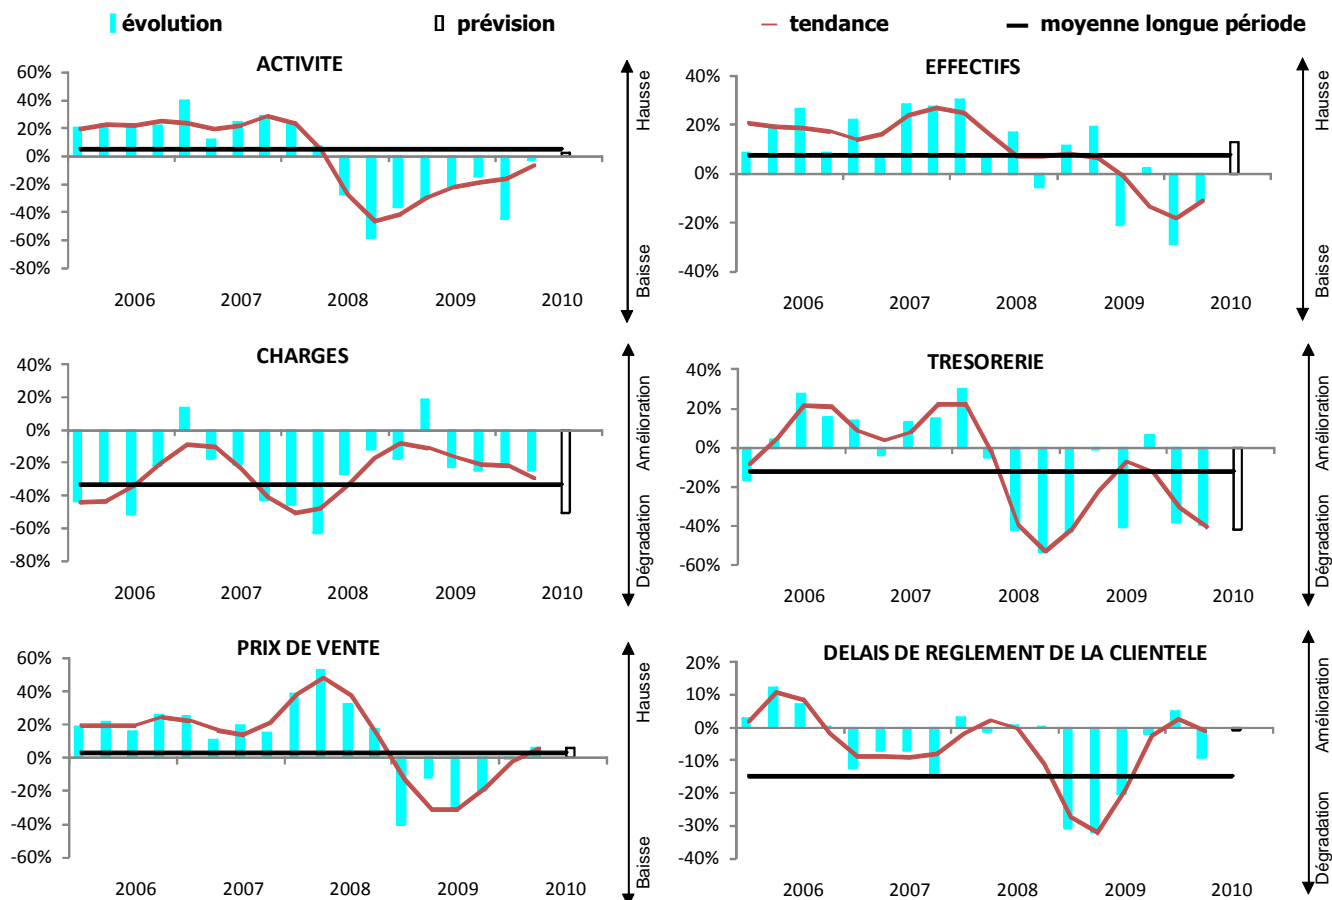 évolution prévision tendance moyenne longue période
ACTIVITE
60%
40%
20%
0%
-20%
-40%
-60%
-80%
2006 2007 2008 2009 2010
Hausse
Baisse
EFFECTIFS
40%
20%
0%
-20%
-40%
2006 2007 2008 2009 2010
Hausse
Baisse
CHARGES
40%
20%
0%
-20%
-40%
-60%
-80%
2006 2007 2008 2009 2010
Amélioration
Dégradation
TRESORERIE
40%
20%
0%
-20%
-40%
-60%
2006 2007 2008 2009 2010
Amélioration
Dégradation
PRIX DE VENTE
60%
40%
20%
0%
-20%
-40%
-60%
2006 2007 2008 2009 2010
Hausse
Baisse
DELAIS DE REGLEMENT DE LA CLIENTELE
20%
10%
0%
-10%
-20%
-30%
-40%
2006 2007 2008 2009 2010
Amélioration
Dégradation